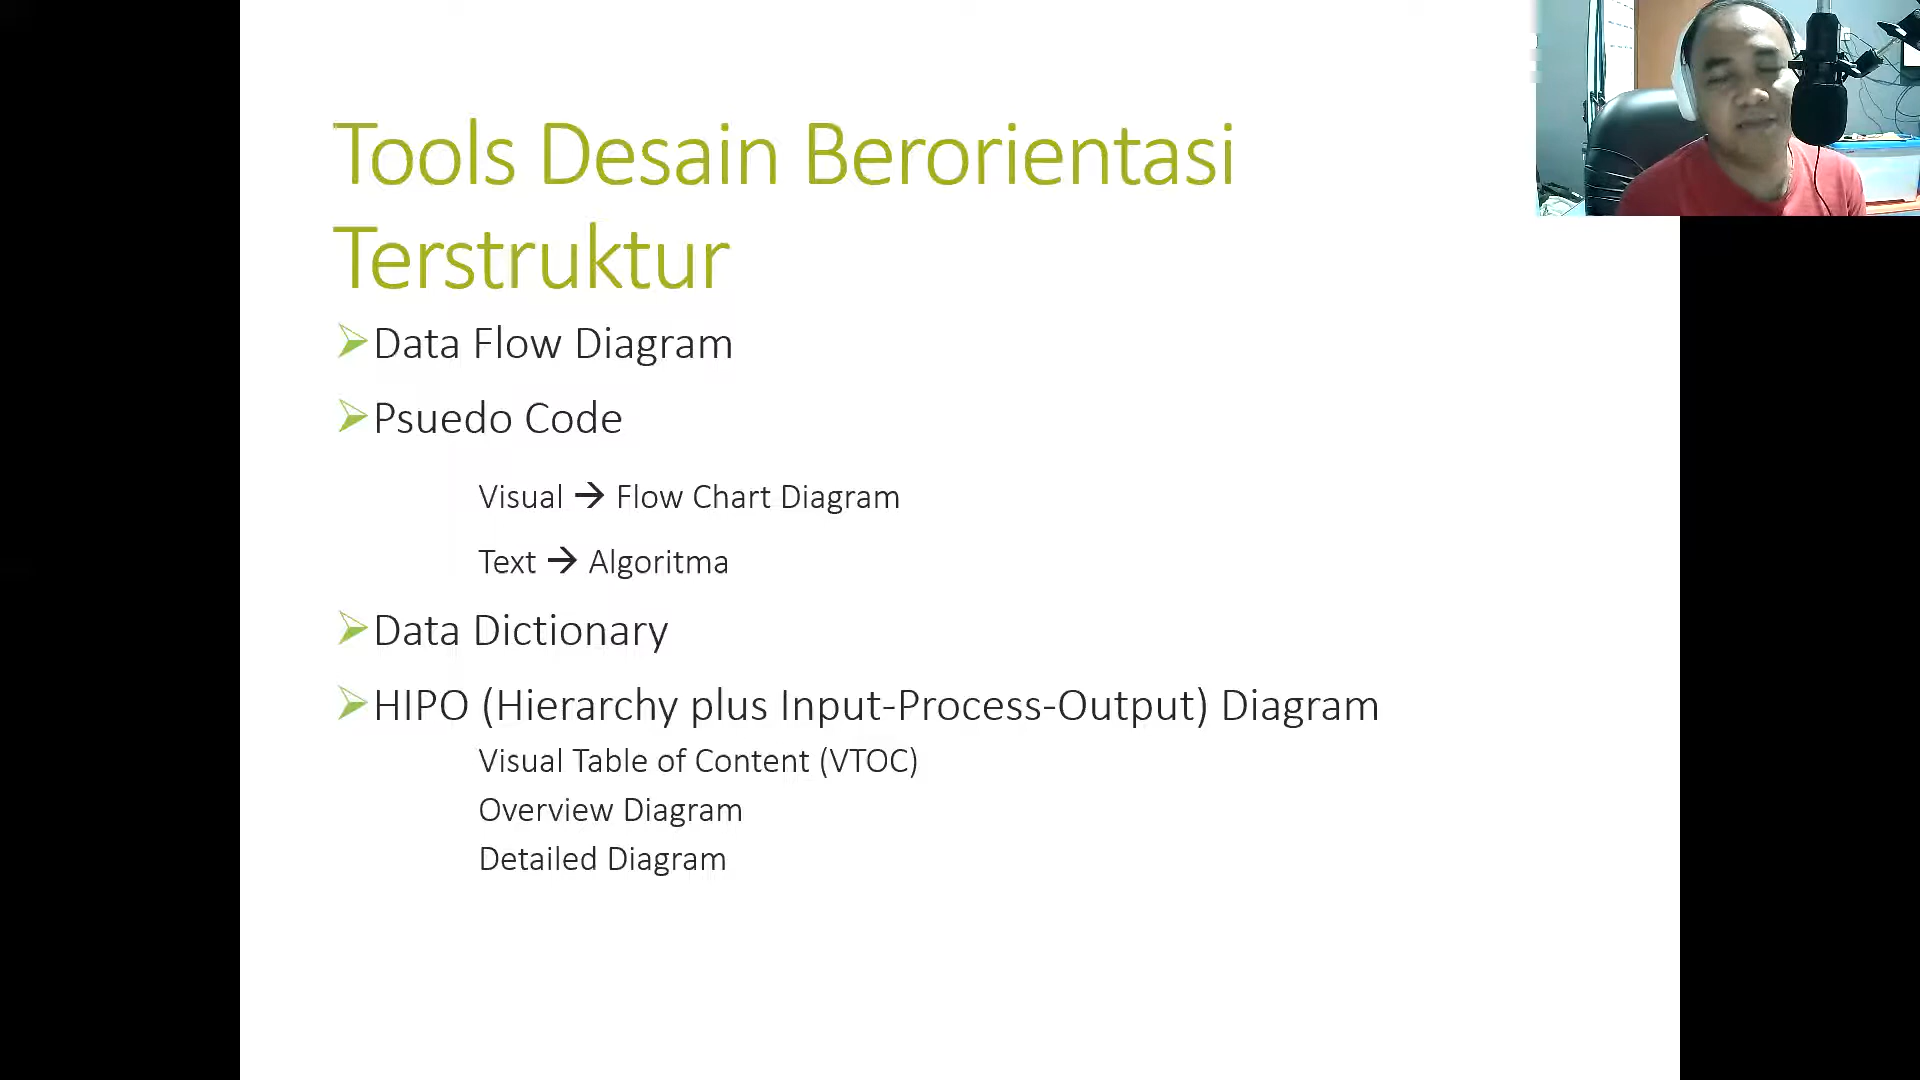 Tools Desain Berorientasi
Terstruktur
Data Flow Diagram
Psuedo Code
Visual → Flow Chart Diagram
Text → Algoritma
Data Dictionary
HIPO (Hierarchy plus Input-Process-Output) Diagram
Visual Table of Content (VTOC)
Overview Diagram
Detailed Diagram